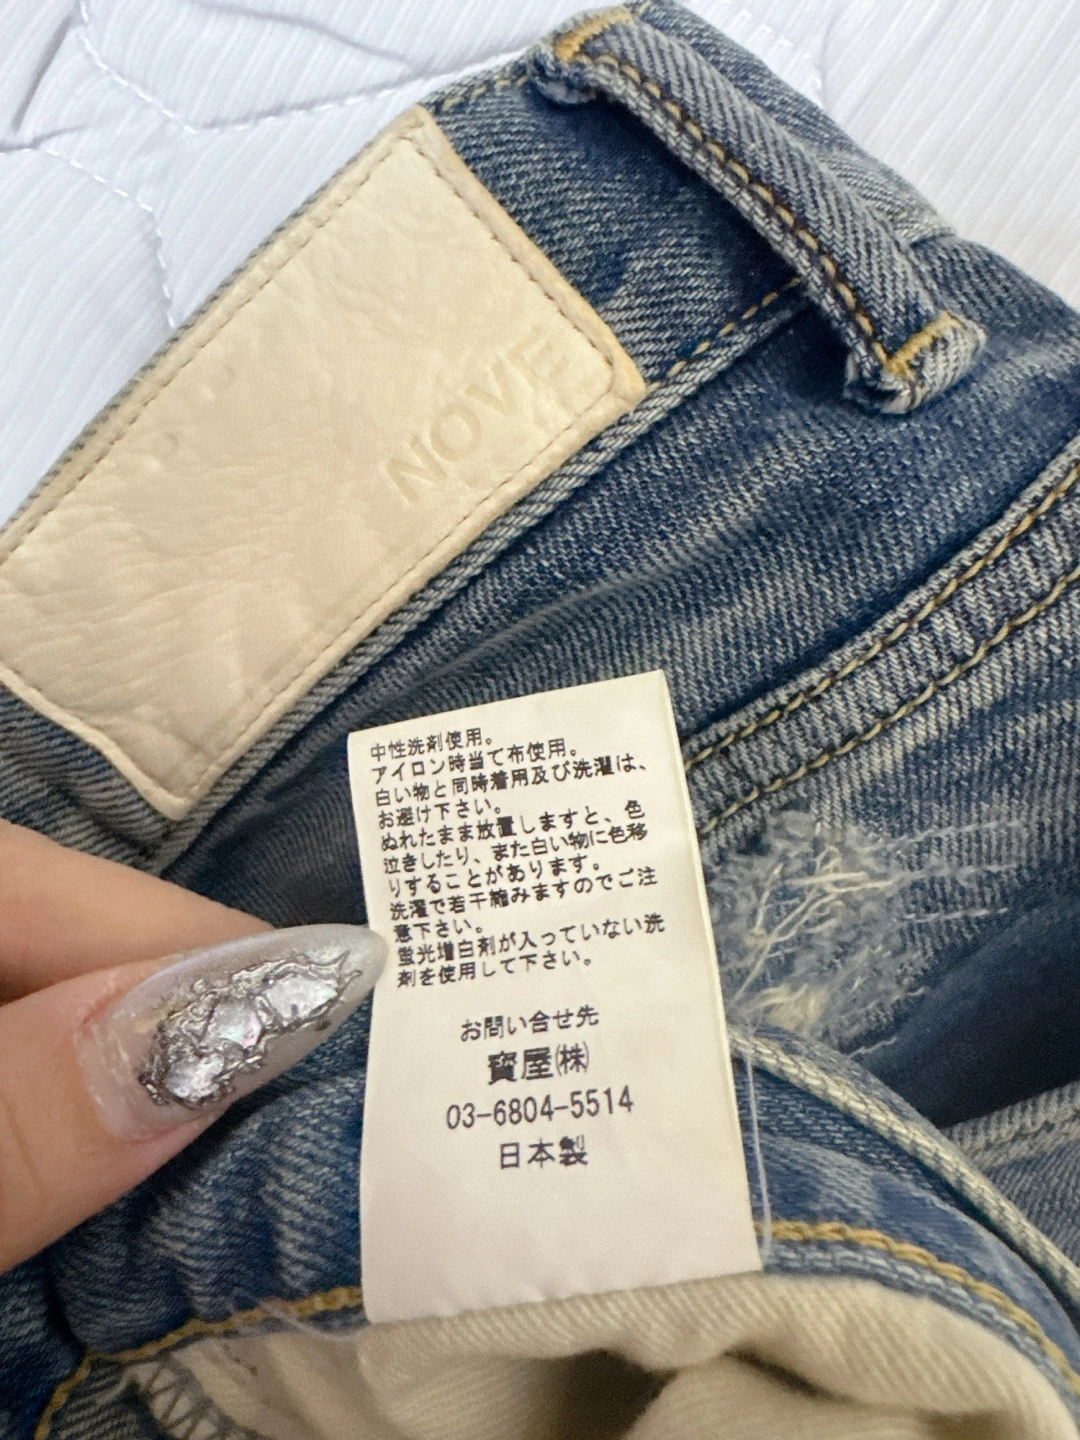 NOVE
中性洗剤使用。
アイロン時当て布使用。
白い物と同時着用及び洗濯は、
お避け下さい。
ぬれたまま放置しますと、色
泣きしたり、また白い物に色移
りすることがあります。
洗濯で若干縮みますのでご注
意下さい。
蛍光増白剤が入っていない洗
剤を使用して下さい。
お問い合せ先
寶屋㈱
03-6804-5514
日本製